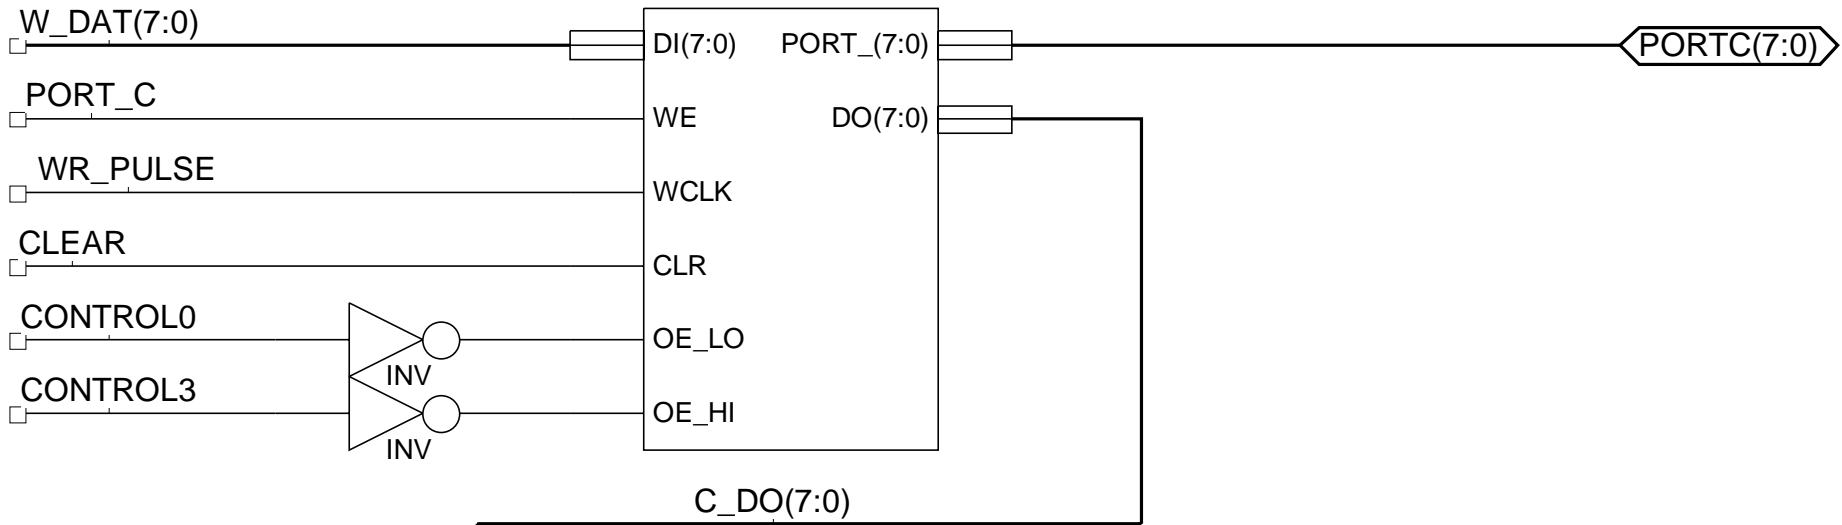 W_DAT(7:0)
DI(7:0) PORT_(7:0)
PORTC(7:0)
PORT_C
WE DO(7:0)
WR_PULSE
WCLK
CLEAR
CLR
CONTROL0
OE_LO
INV
CONTROL3
OE_HI
INV
C_DO(7:0)